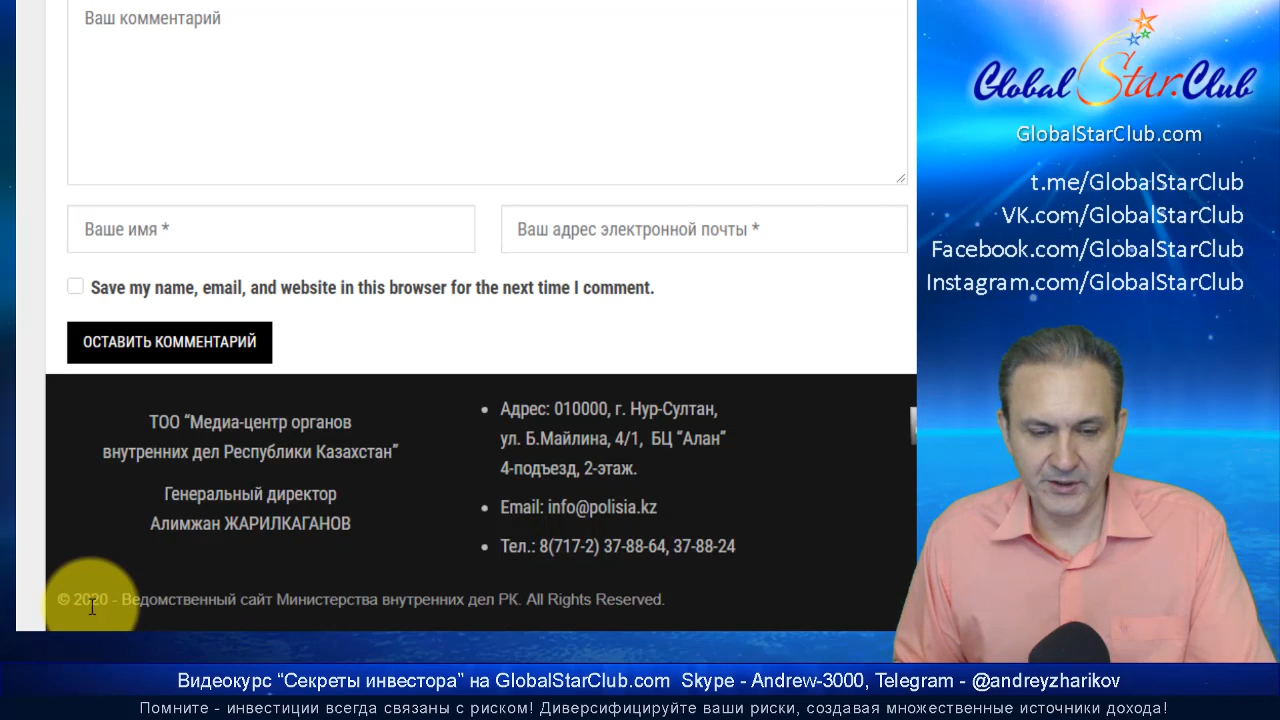 Ваш комментарий
Ваше имя *
Ваш адрес электронной почты *
Save my name, email, and website in this browser for the next time I comment.
ОСТАВИТЬ КОММЕНТАРИЙ
ТОО “Медиа-центр органов
внутренних дел Республики Казахстан”
Генеральный директор
Алимжан ЖАРИЛКАГАНОВ
Адрес: 010000, г. Нур-Султан,
ул. Б.Майлина, 4/1, БЦ “Алан”
4-подъезд, 2-этаж.
Email: info@polisia.kz
Тел.: 8(717-2) 37-88-64, 37-88-24
© 2020 - Ведомственный сайт Министерства внутренних дел РК. All Rights Reserved.
Global Star.Club
GlobalStarClub.com
t.me/GlobalStarClub
VK.com/GlobalStarClub
Facebook.com/GlobalStarClub
Instagram.com/GlobalStarClub
Видеокурс “Секреты инвестора” на GlobalStarClub.com Skype - Andrew-3000, Telegram - @andreyzharikov
Помните - инвестиции всегда связаны с риском! Диверсифицируйте ваши риски, создавая множественные источники дохода!